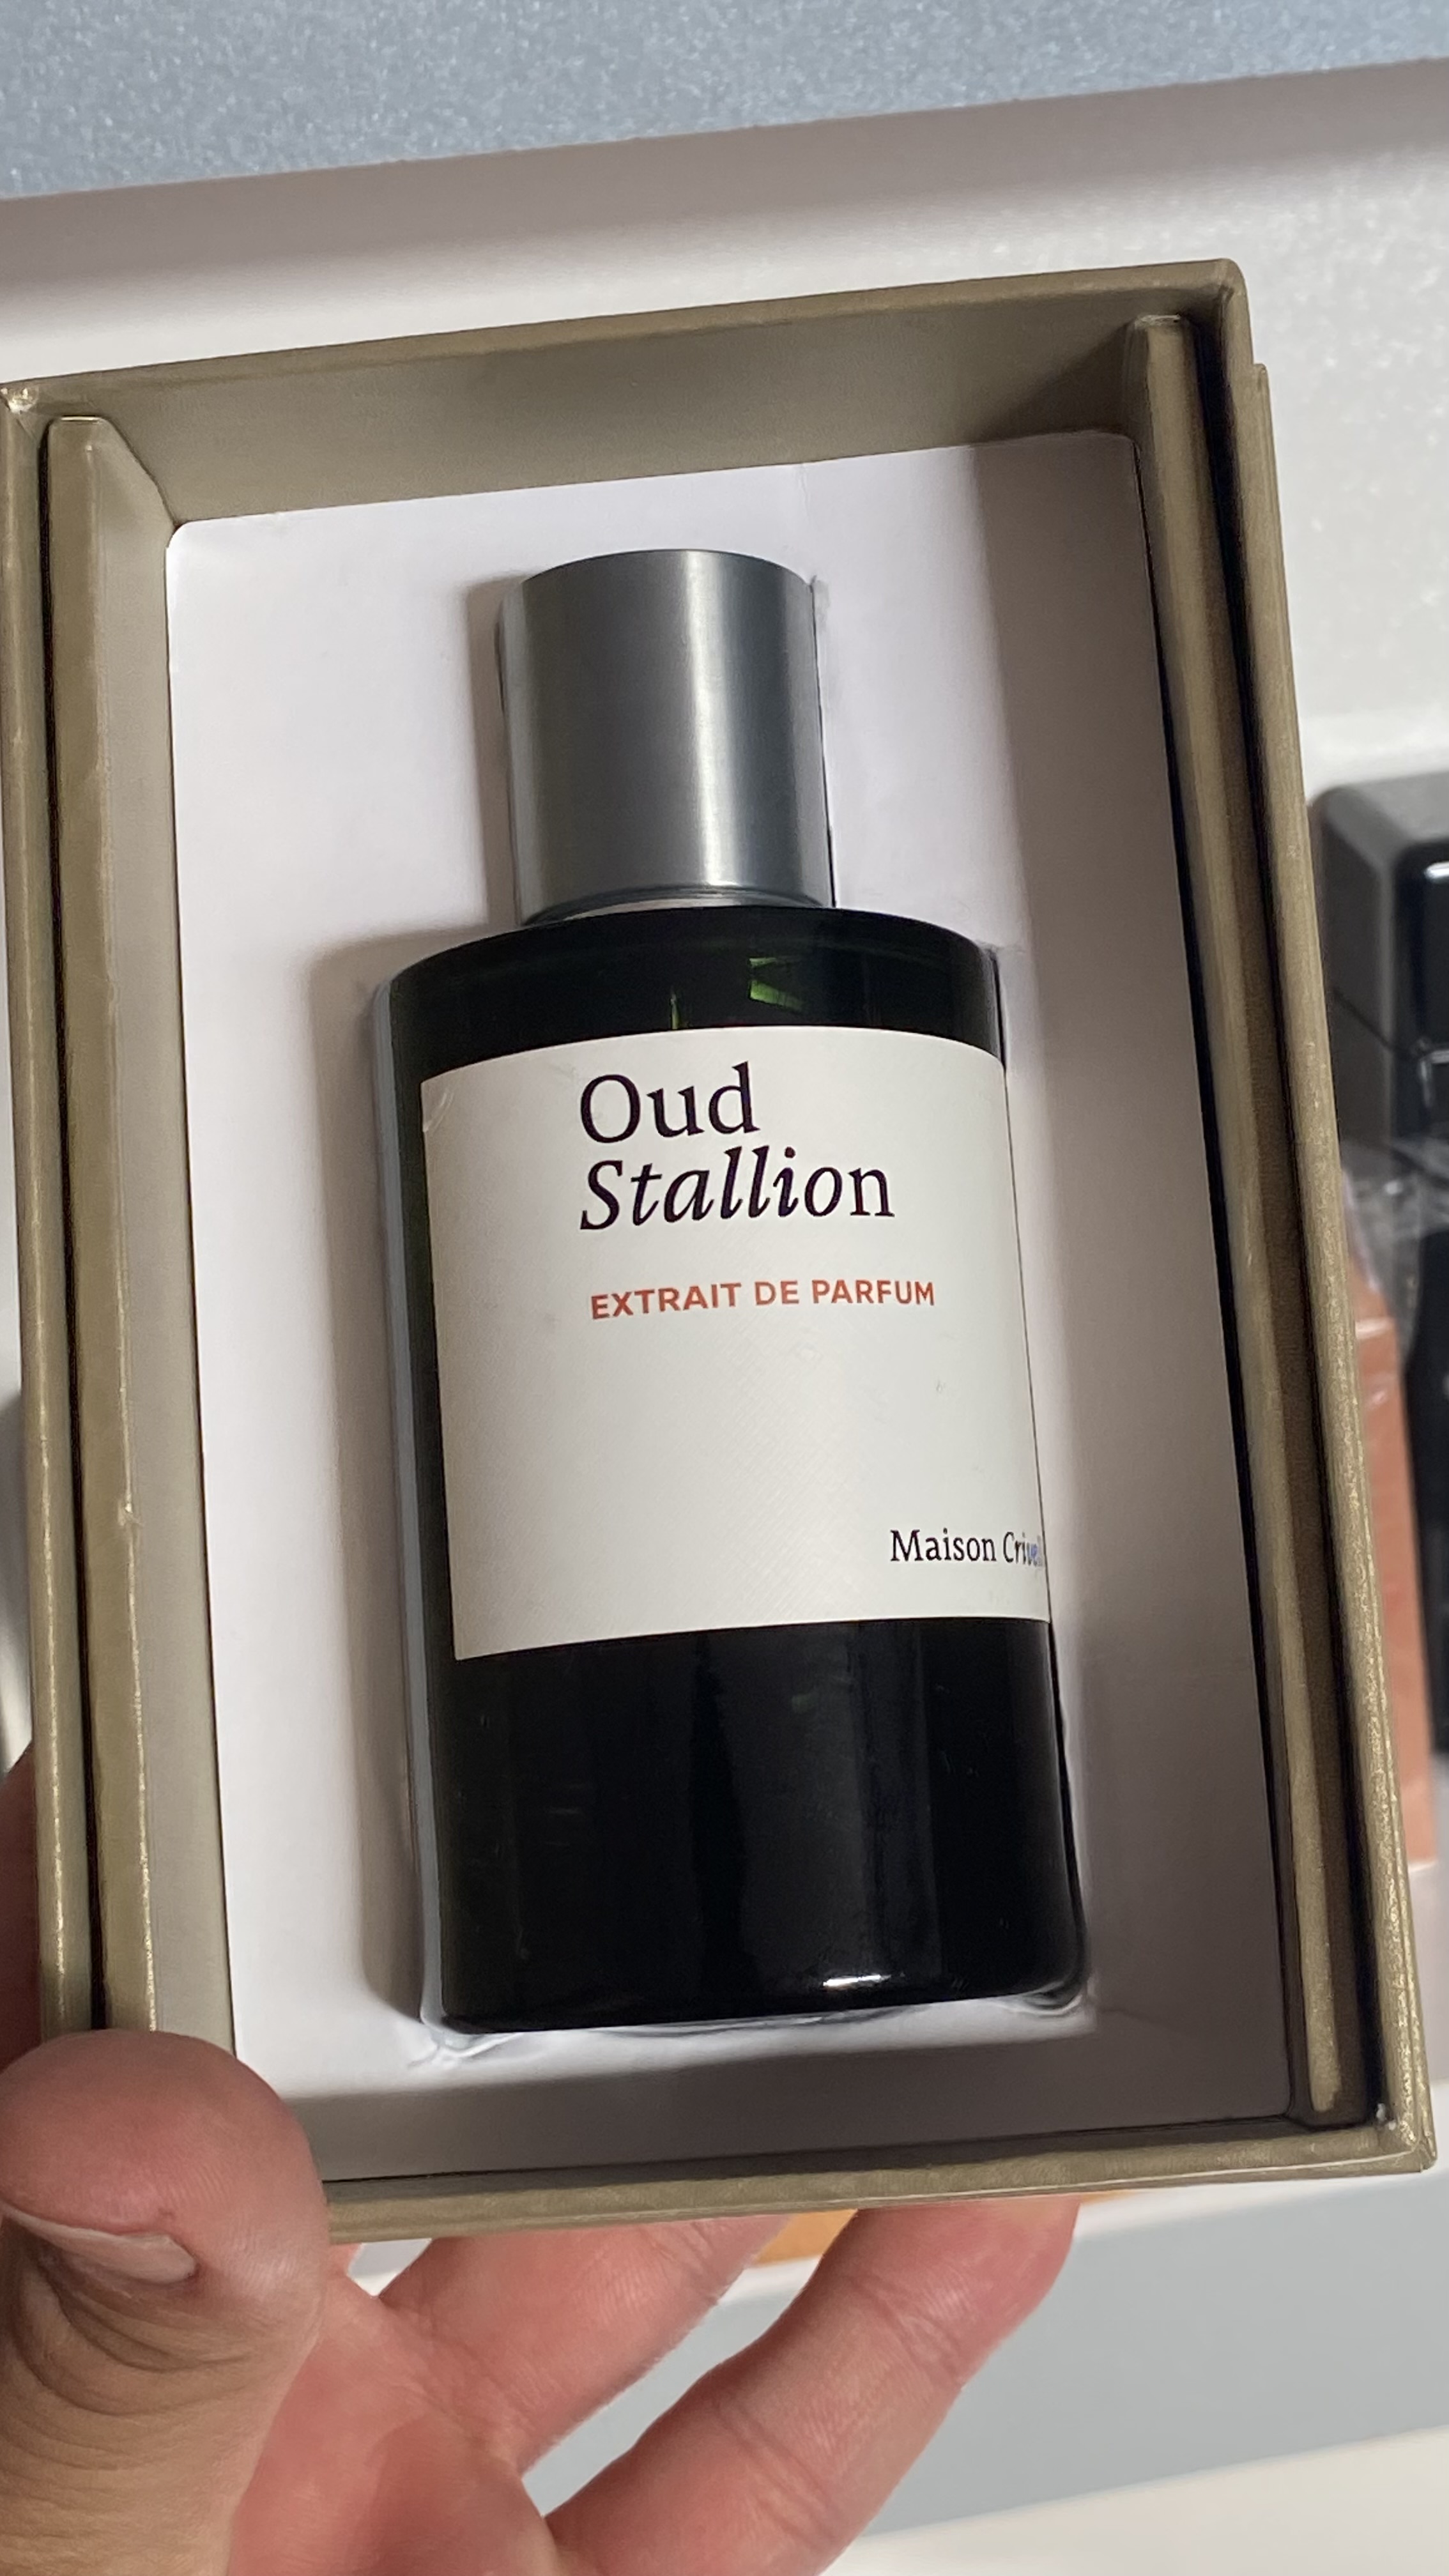 Oud
Stallion
EXTRAIT DE PARFUM
Maison